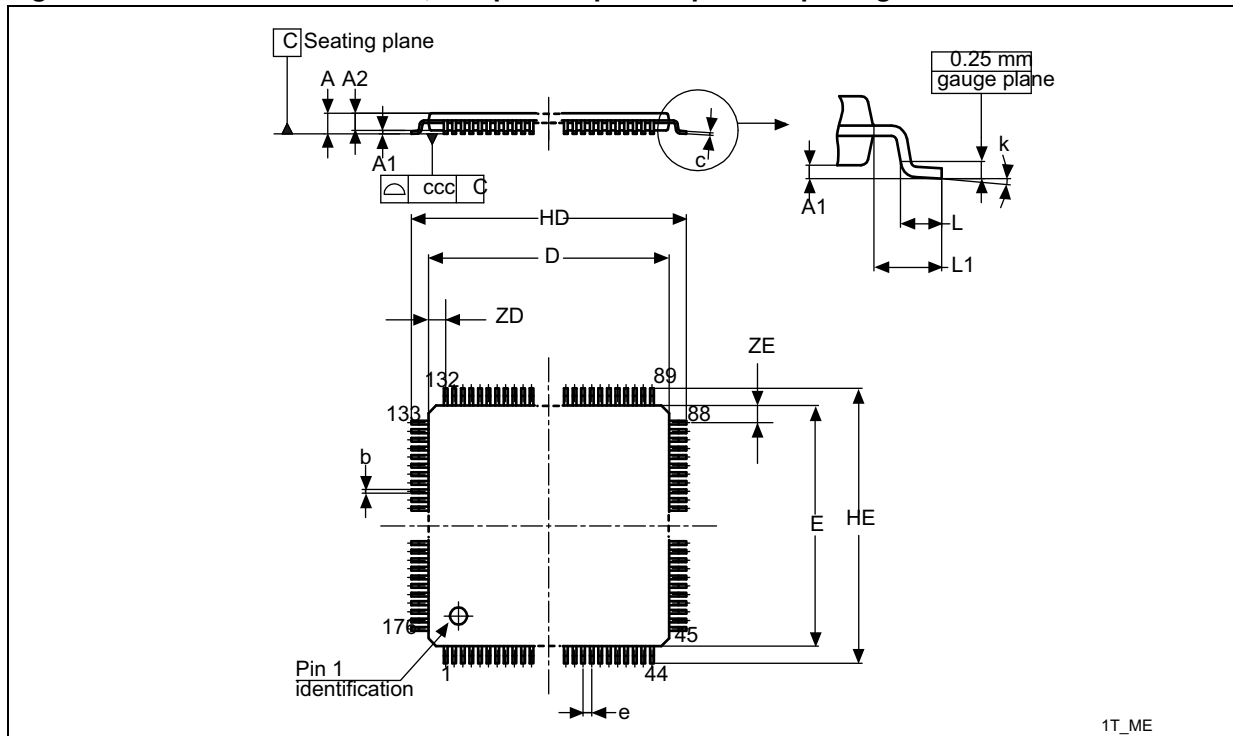 C Seating plane
A A2
A1
c
ccc C
0.25 mm
gauge plane
k
A1
L
L1
HD
D
ZD
ZE
132
89
133
88
b
E
HE
176
45
Pin 1
identification
1
44
e
1T_ME